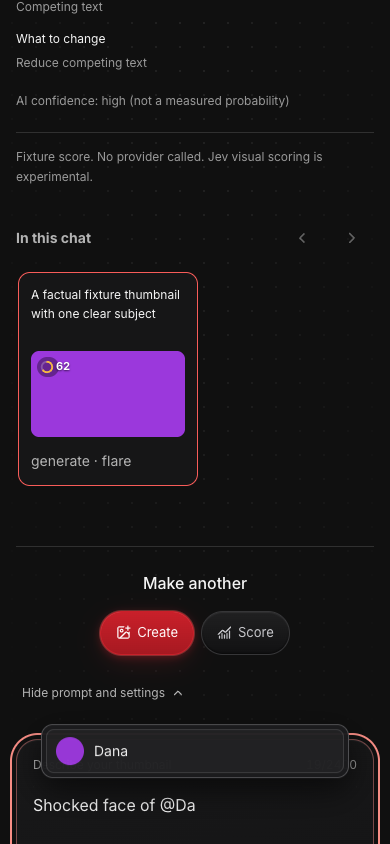 Competing text
What to change
Reduce competing text
AI confidence: high (not a measured probability)
Fixture score. No provider called. Jev visual scoring is
experimental.
In this chat
A factual fixture thumbnail
with one clear subject
62
generate · flare
Make another
Create
Score
Hide prompt and settings
Dana
Shocked face of @Da